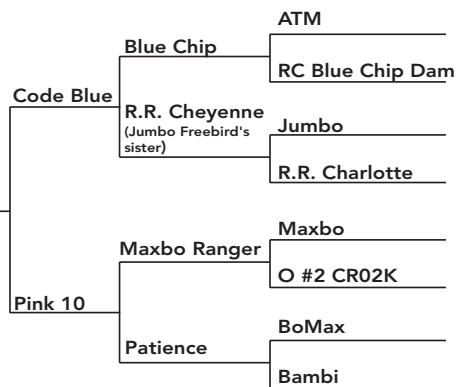 ATM
Blue Chip
RC Blue Chip Dam
Code Blue
R.R. Cheyenne
(Jumbo Freebird's
sister)
Jumbo
R.R. Charlotte
Maxbo
Maxbo Ranger
O #2 CR02K
Pink 10
BoMax
Patience
Bambi